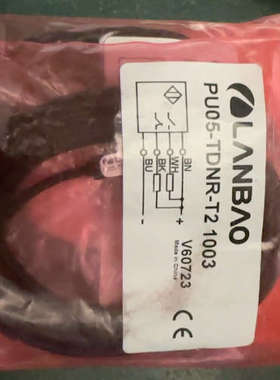 LANBAO
PU05-TDNR-T2 1003
BN
WH
BK
BU
+
-
V60723
Made in China
CE